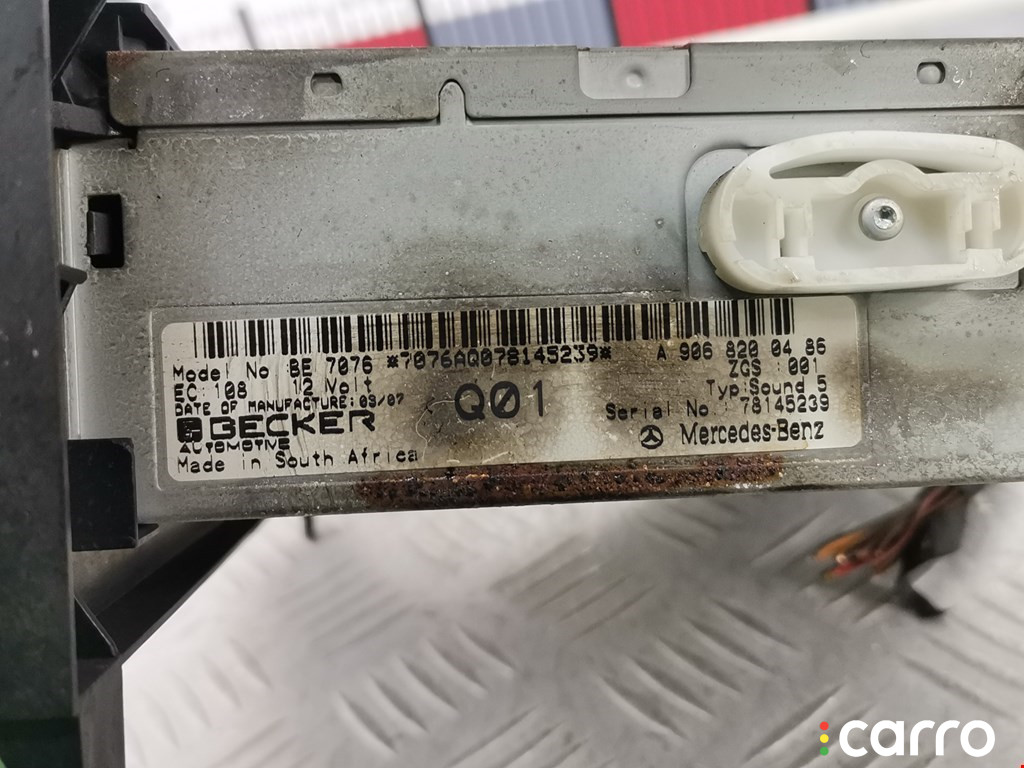 Model No. BE 7076 *7076AQ078145239* A 906 820 04 86
EC: 108 12 Volt ZGS : 001
DATE OF MANUFACTURE: 09/07 Q01 Typ: Sound 5
BECKER Serial No.: 78145239
AUTOMOTIVE Mercedes-Benz
Made in South Africa
carro